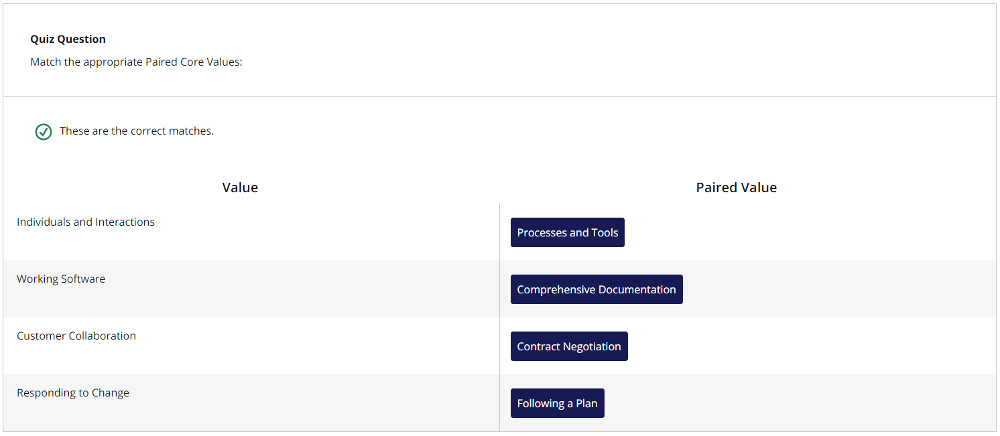 Quiz Question
Match the appropriate Paired Core Values:
These are the correct matches.
Value
Paired Value
Individuals and Interactions
Processes and Tools
Working Software
Comprehensive Documentation
Customer Collaboration
Contract Negotiation
Responding to Change
Following a Plan